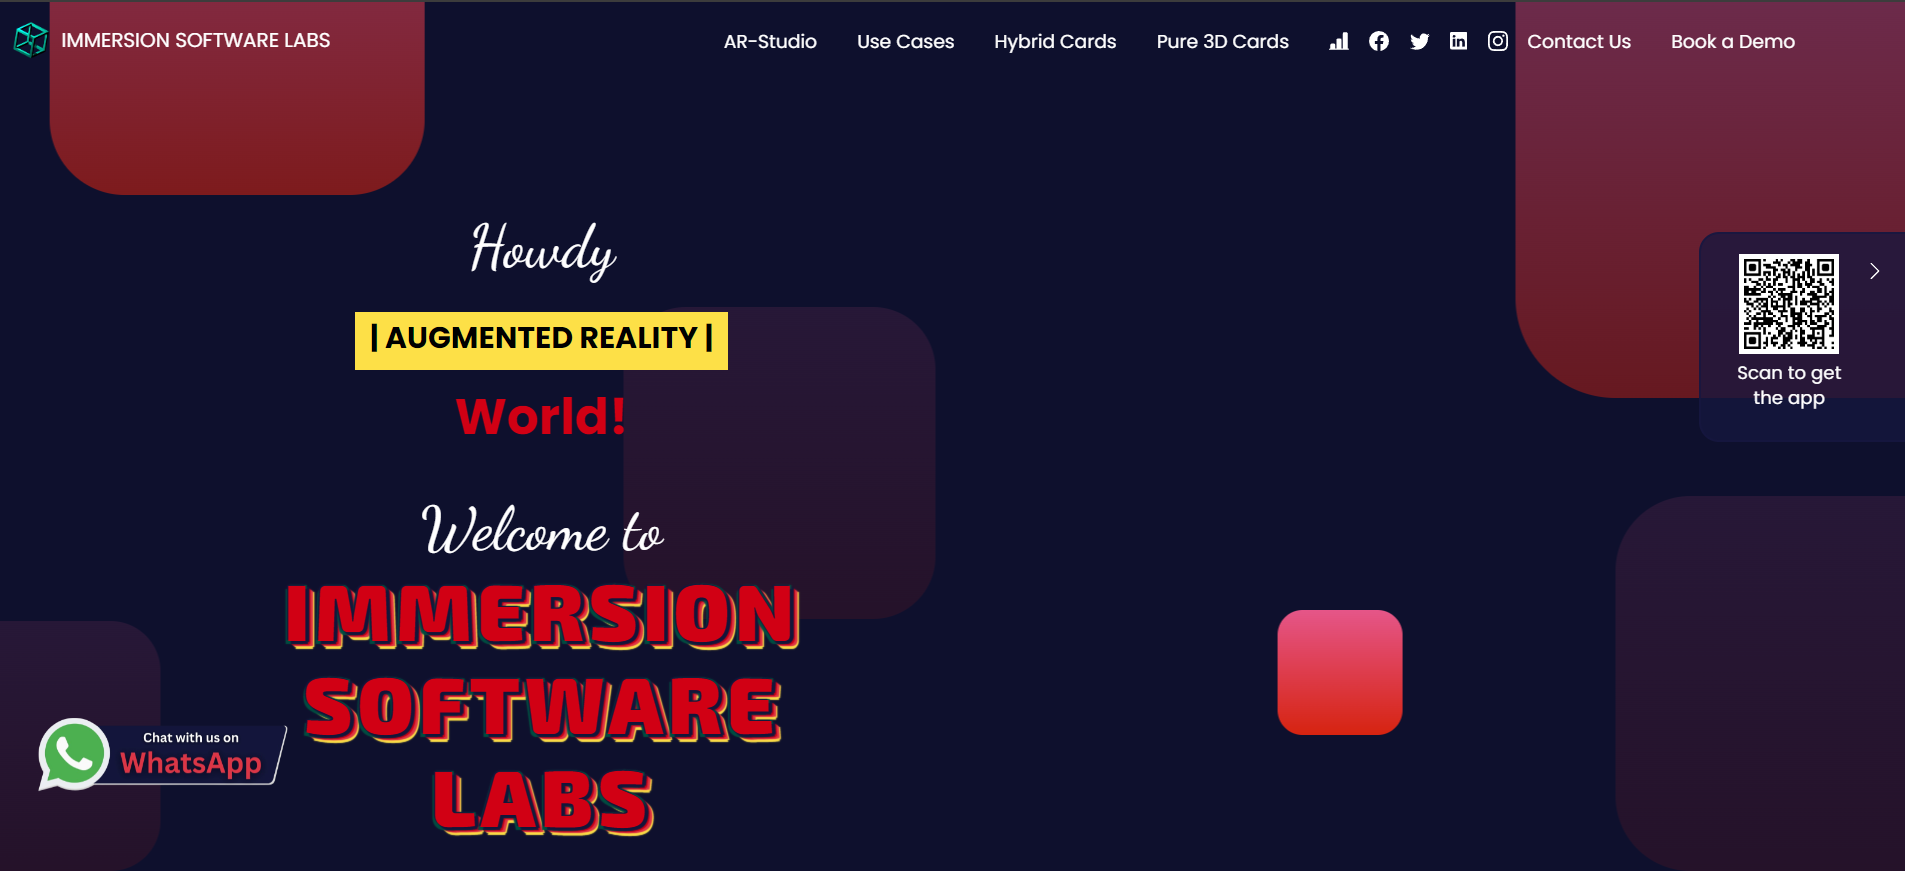 IMMERSION SOFTWARE LABS
AR-Studio
Use Cases
Hybrid Cards
Pure 3D Cards
Contact Us
Book a Demo
Howdy
| AUGMENTED REALITY |
World!
Welcome to
IMMERSION
SOFTWARE
LABS
Scan to get
the app
Chat with us on
WhatsApp